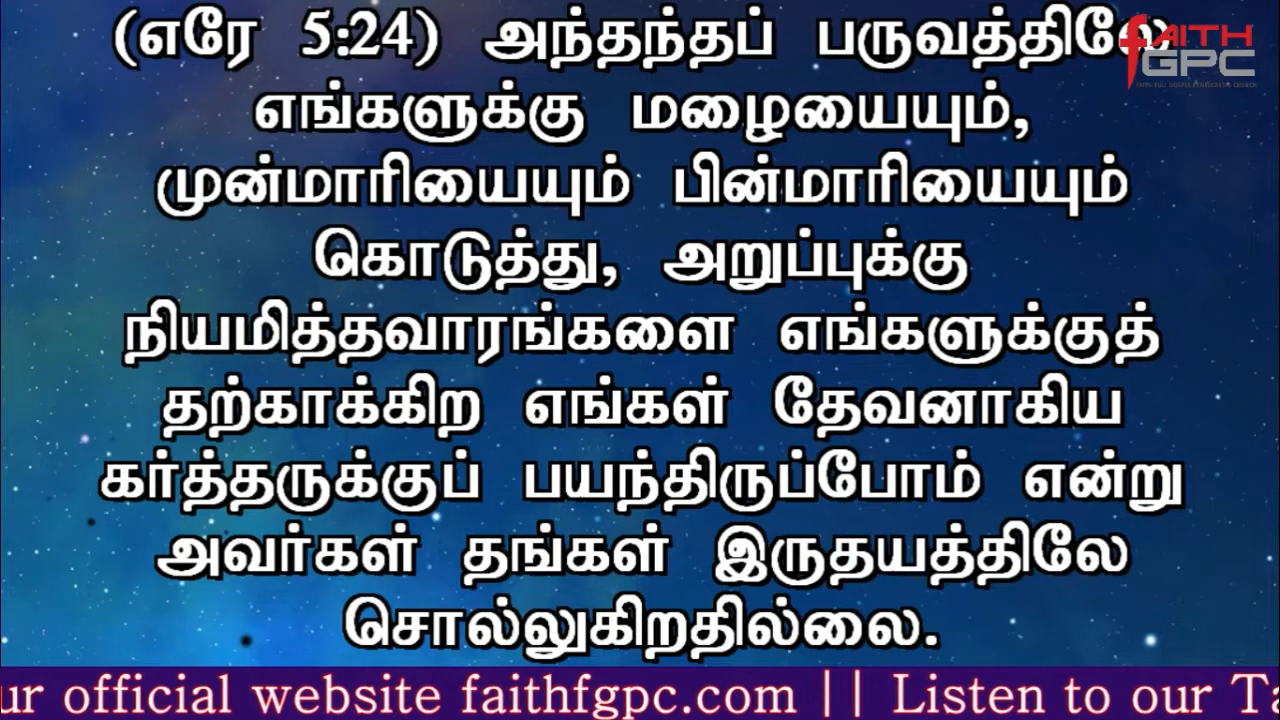 (எரே 5:24) அந்தந்தப் பருவத்திலே
FAITH
GPC
எங்களுக்கு மழையையும்,
முன்மாரியையும் பின்மாரியையும்
கொடுத்து, அறுப்புக்கு
நியமித்தவாரங்களை எங்களுக்குத்
தற்காக்கிற எங்கள் தேவனாகிய
கர்த்தருக்குப் பயந்திருப்போம் என்று
அவர்கள் தங்கள் இருதயத்திலே
சொல்லுகிறதில்லை.
ur official website faithfgpc.com || Listen to our Ta